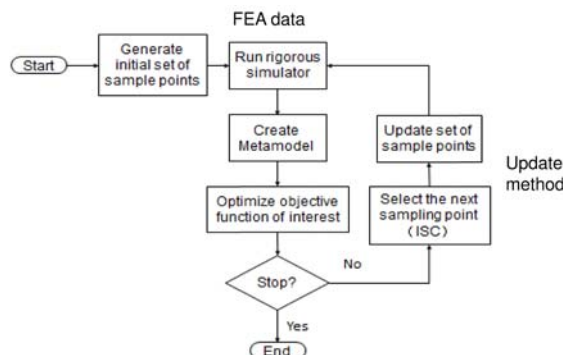 FEA data
Start
Generate
initial set of
sample points
Run rigorous
simulator
Create
Metamodel
Optimize objective
function of interest
Stop?
No
Yes
End
Select the next
sampling point
(ISC)
Update set of
sample points
Update
method